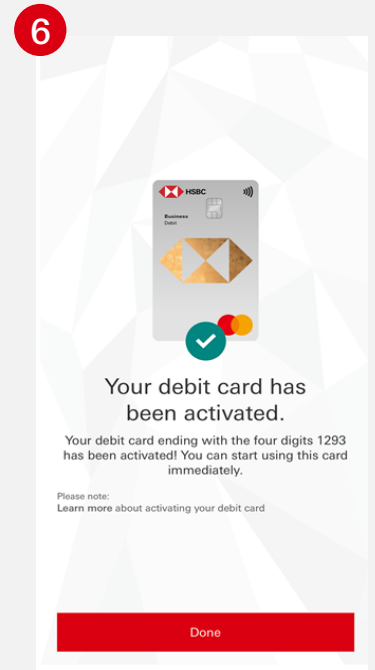 6
HSBC
Business
Debit
Your debit card has
been activated.
Your debit card ending with the four digits 1293
has been activated! You can start using this card
immediately.
Please note:
Learn more about activating your debit card
Done